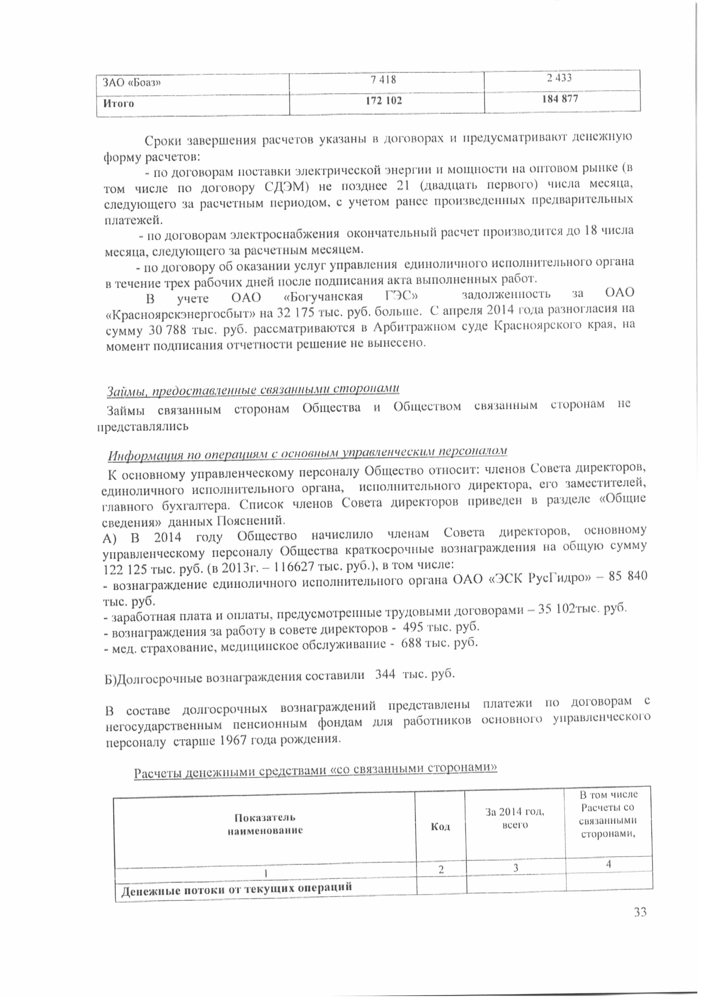 ЗАО «Боаз» 7 418 2 433
Итого 172 102 184 877
Сроки завершения расчетов указаны в договорах и предусматривают денежную
форму расчетов:
- по договорам поставки электрической энергии и мощности на оптовом рынке (в
том числе по договору СДЭМ) не позднее 21 (двадцать первого) числа месяца,
следующего за расчетным периодом, с учетом ранее произведенных предварительных
платежей.
- по договорам электроснабжения окончательный расчет производится до 18 числа
месяца, следующего за расчетным месяцем.
- по договору об оказании услуг управления единоличного исполнительного органа
в течение трех рабочих дней после подписания акта выполненных работ.
В учете ОАО «Богучанская ГЭС» задолженность за ОАО
«Красноярскэнергосбыт» на 32 175 тыс. руб. больше. С апреля 2014 года разногласия на
сумму 30 788 тыс. руб. рассматриваются в Арбитражном суде Красноярского края, на
момент подписания отчетности решение не вынесено.
Займы, предоставленные связанными сторонами
Займы связанным сторонам Общества и Обществом связанным сторонам не
представлялись
Информация по операциям с основным управленческим персоналом
К основному управленческому персоналу Общество относит: членов Совета директоров,
единоличного исполнительного органа, исполнительного директора, его заместителей,
главного бухгалтера. Список членов Совета директоров приведен в разделе «Общие
сведения» данных Пояснений.
А) В 2014 году Общество начислило членам Совета директоров, основному
управленческому персоналу Общества краткосрочные вознаграждения на общую сумму
122 125 тыс. руб. (в 2013г. – 116627 тыс. руб.), в том числе:
- вознаграждение единоличного исполнительного органа ОАО «ЭСК РусГидро» – 85 840
тыс. руб.
- заработная плата и оплаты, предусмотренные трудовыми договорами – 35 102тыс. руб.
- вознаграждения за работу в совете директоров - 495 тыс. руб.
- мед. страхование, медицинское обслуживание - 688 тыс. руб.
Б)Долгосрочные вознаграждения составили 344 тыс. руб.
В составе долгосрочных вознаграждений представлены платежи по договорам с
негосударственным пенсионным фондам для работников основного управленческого
персоналу старше 1967 года рождения.
Расчеты денежными средствами «со связанными сторонами»
Показатель
наименование
Код
За 2014 год,
всего
В том числе
Расчеты со
связанными
сторонами,
1 2 3 4
Денежные потоки от текущих операций
33